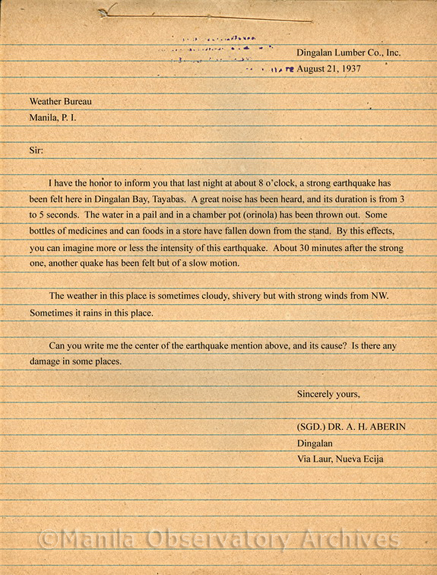 Dingalan Lumber Co., Inc.
August 21, 1937
Weather Bureau
Manila, P. I.
Sir:
I have the honor to inform you that last night at about 8 o'clock, a strong earthquake has
been felt here in Dingalan Bay, Tayabas. A great noise has been heard, and its duration is from 3
to 5 seconds. The water in a pail and in a chamber pot (orinola) has been thrown out. Some
bottles of medicines and can foods in a store have fallen down from the stand. By this effects,
you can imagine more or less the intensity of this earthquake. About 30 minutes after the strong
one, another quake has been felt but of a slow motion.
The weather in this place is sometimes cloudy, shivery but with strong winds from NW.
Sometimes it rains in this place.
Can you write me the center of the earthquake mention above, and its cause? Is there any
damage in some places.
Sincerely yours,
(SGD.) DR. A. H. ABERIN
Dingalan
Via Laur, Nueva Ecija
©Manila Observatory Archives